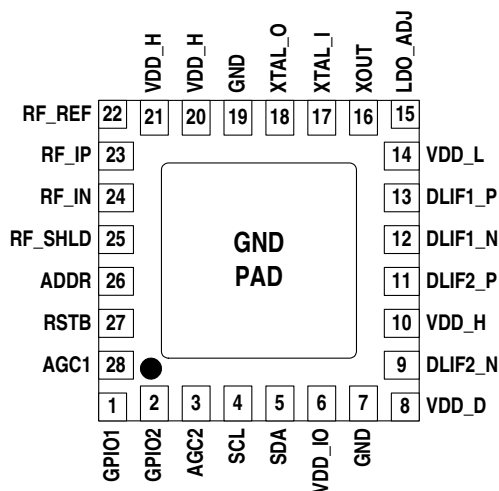 VDD_H
VDD_H
GND
XTAL_O
XTAL_I
XOUT
LDO_ADJ
RF_REF 22 21 20 19 18 17 16 15
RF_IP 23 14 VDD_L
RF_IN 24 13 DLIF1_P
RF_SHLD 25 12 DLIF1_N
GND
PAD
ADDR 26 11 DLIF2_P
RSTB 27 10 VDD_H
AGC1 28 9 DLIF2_N
1 2 3 4 5 6 7 8 VDD_D
GPIO1
GPIO2
AGC2
SCL
SDA
VDD_IO
GND